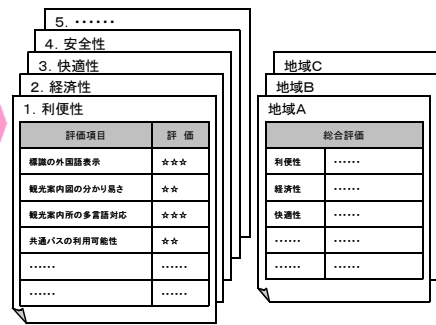 5. ……
4. 安全性
3. 快適性
2. 経済性
1. 利便性
評価項目 評 価
標識の外国語表示 ☆☆☆
観光案内図の分かり易さ ☆☆
観光案内所の多言語対応 ☆☆☆
共通パスの利用可能性 ☆☆
…… ……
…… ……
地域C
地域B
地域A
総合評価
利便性 ……
経済性 ……
快適性 ……
…… ……
…… ……